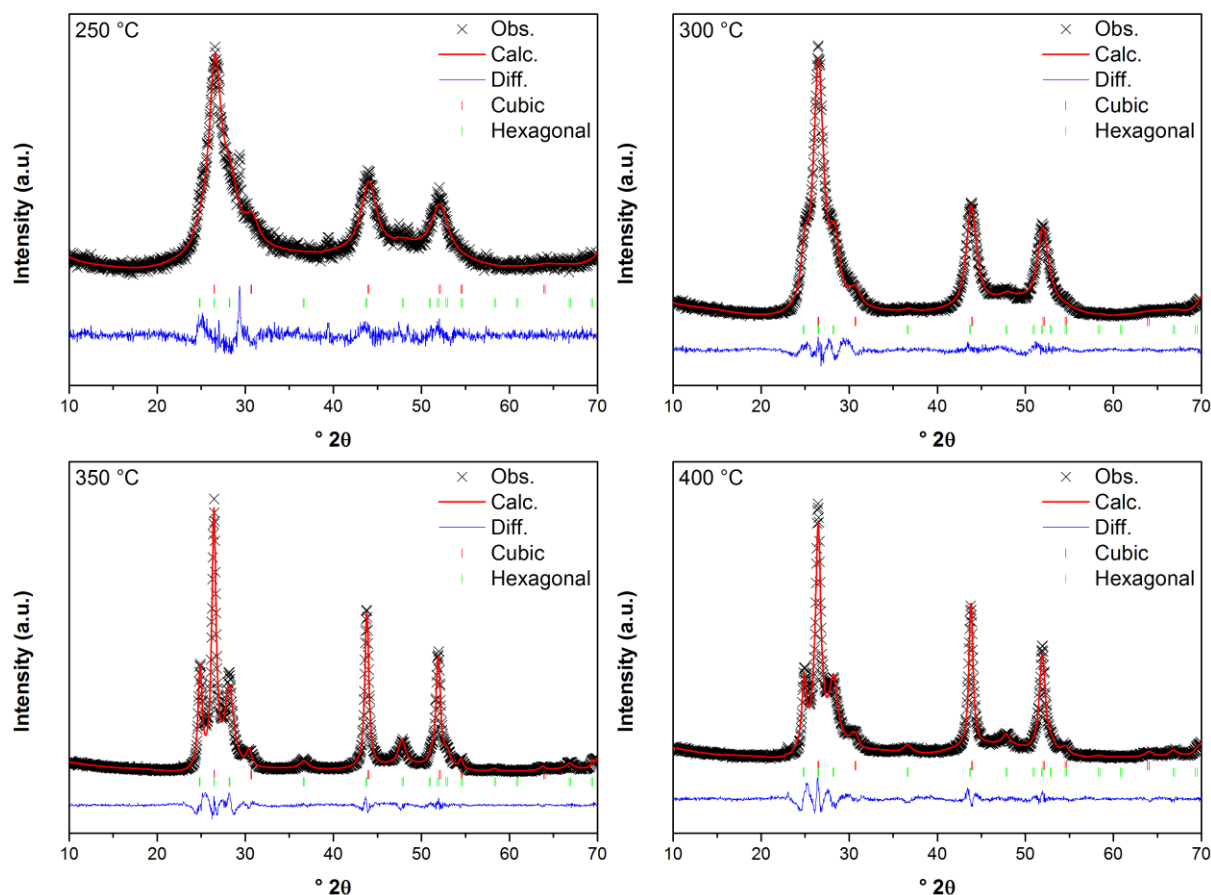 250 °C
Obs.
Calc.
Diff.
Cubic
Hexagonal
Intensity (a.u.)
10 20 30 40 50 60 70
° 2θ
300 °C
Obs.
Calc.
Diff.
Cubic
Hexagonal
Intensity (a.u.)
10 20 30 40 50 60 70
° 2θ
350 °C
Obs.
Calc.
Diff.
Cubic
Hexagonal
Intensity (a.u.)
10 20 30 40 50 60 70
° 2θ
400 °C
Obs.
Calc.
Diff.
Cubic
Hexagonal
Intensity (a.u.)
10 20 30 40 50 60 70
° 2θ